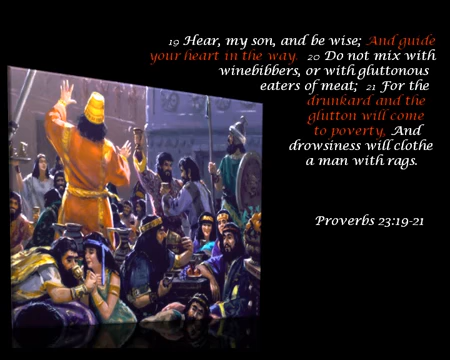 19 Hear, my son, and be wise; And guide
your heart in the way. 20 Do not mix with
winebibbers, or with gluttonous
eaters of meat; 21 For the
drunkard and the
glutton will come
to poverty, And
drowsiness will clothe
a man with rags.
Proverbs 23:19-21